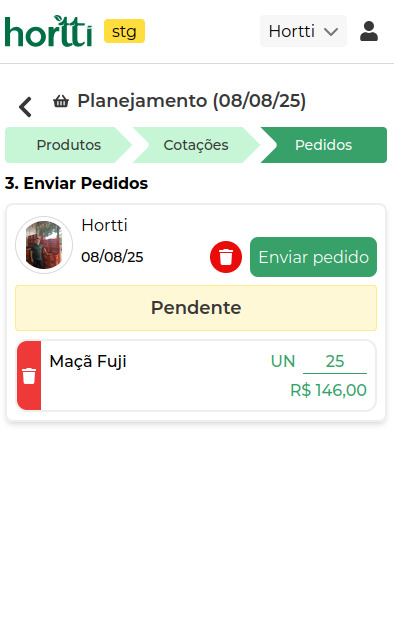 hortti stg Hortti
Planejamento (08/08/25)
Produtos Cotações Pedidos
3. Enviar Pedidos
Hortti
08/08/25 Enviar pedido
Pendente
Maçã Fuji UN 25
R$ 146,00